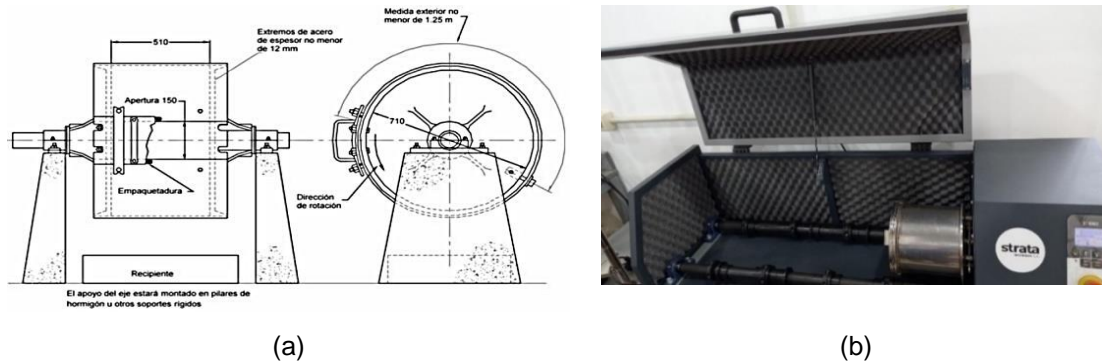 Medida exterior no
menor de 1.25 m
510
Extremos de acero
de espesor no menor
de 12 mm
Apertura 150
710
Empaquetadura
Dirección
de rotación
Recipiente
El apoyo del eje estará montado en pilares de
hormigón u otros soportes rígidos
strata
(a)
(b)